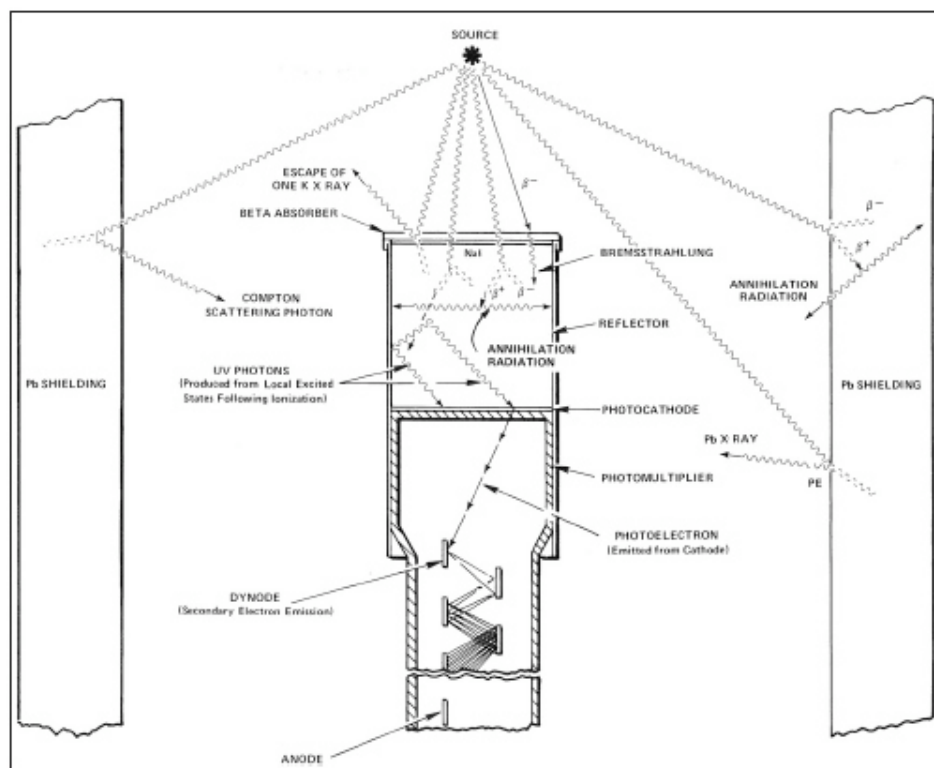 SOURCE
ESCAPE OF
ONE K X RAY
β⁻
β⁻
BETA ABSORBER
NaI
BREMSSTRAHLUNG
β⁺
β⁺
β⁻
ANNIHILATION
RADIATION
COMPTON
SCATTERING PHOTON
REFLECTOR
ANNIHILATION
RADIATION
UV PHOTONS
(Produced from Local Excited
States Following Ionization)
Pb SHIELDING
Pb SHIELDING
PHOTOCATHODE
Pb X RAY
PHOTOMULTIPLIER
PE
PHOTOELECTRON
(Emitted from Cathode)
DYNODE
(Secondary Electron Emission)
ANODE